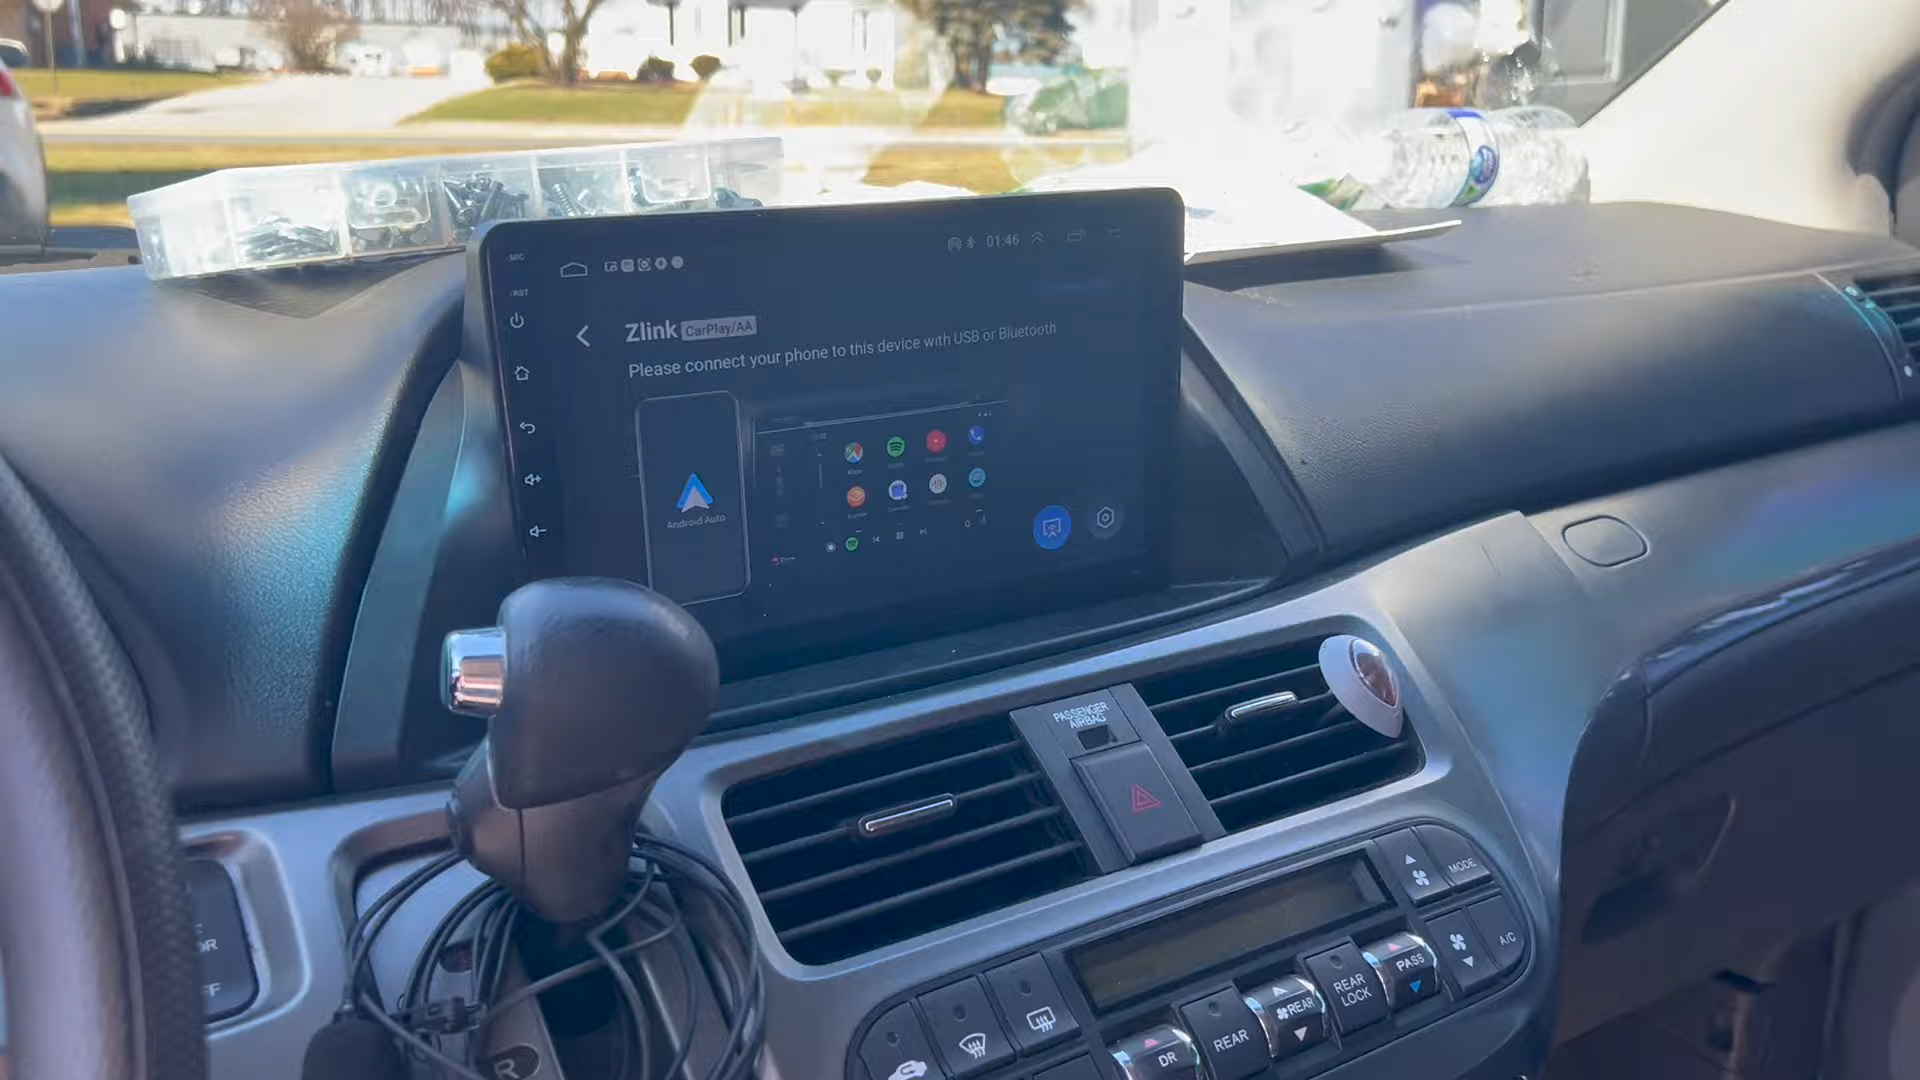 MIC
01:46
RST
Zlink CarPlay/AA
Please connect your phone to this device with USB or Bluetooth
Android Auto
PASSENGER
AIRBAG
MODE
A/C
PASS
REAR
LOCK
REAR
REAR
DR
R